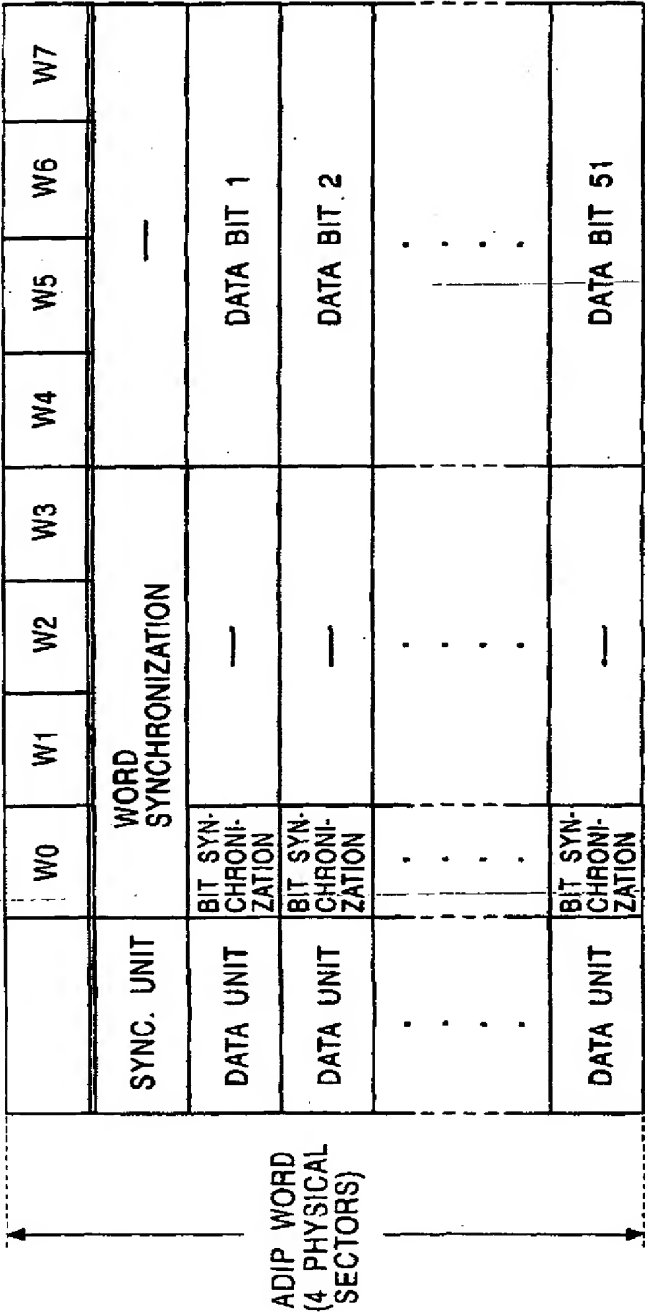 W0 W1 W2 W3 W4 W5 W6 W7
SYNC. UNIT WORD —
SYNCHRONIZATION
DATA UNIT BIT SYN- — DATA BIT 1
CHRONI-
ZATION
DATA UNIT BIT SYN- — DATA BIT 2
CHRONI-
ZATION
. . . . . . . . . . . . . . . .
DATA UNIT BIT SYN- — DATA BIT 51
CHRONI-
ZATION
ADIP WORD
(4 PHYSICAL
SECTORS)